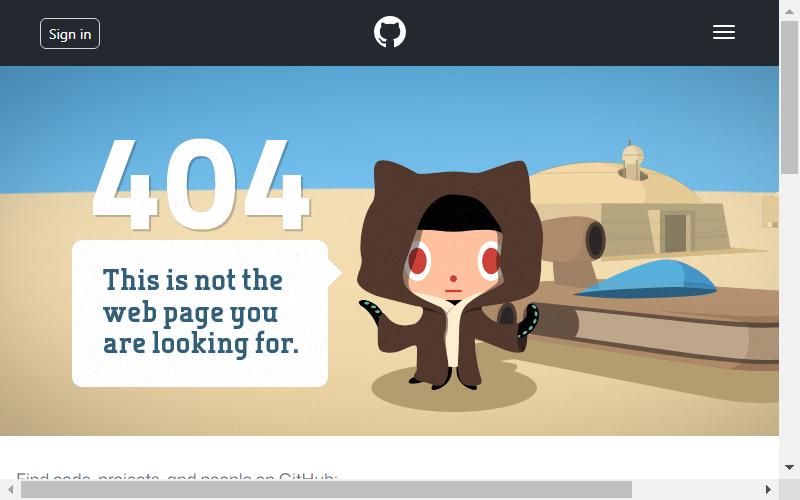 Sign in
404
This is not the
web page you
are looking for.
Find code, projects, and people on GitHub: